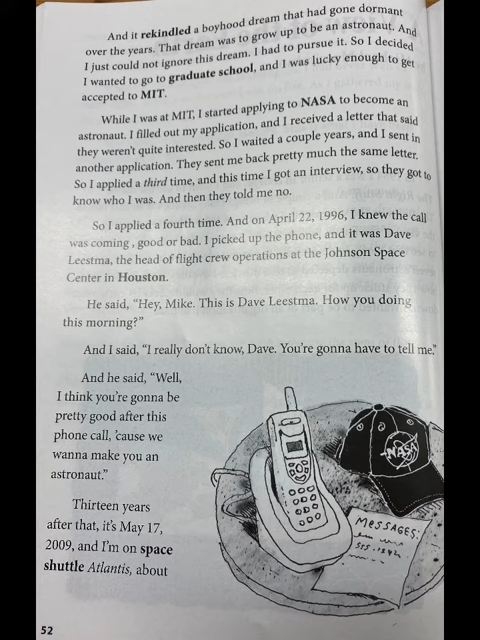 And it rekindled a boyhood dream that had gone dormant
over the years. That dream was to grow up to be an astronaut. And
I just could not ignore this dream. I had to pursue it. So I decided
I wanted to go to graduate school, and I was lucky enough to get
accepted to MIT.
While I was at MIT, I started applying to NASA to become an
astronaut. I filled out my application, and I received a letter that said
they weren't quite interested. So I waited a couple years, and I sent in
another application. They sent me back pretty much the same letter.
So I applied a third time, and this time I got an interview, so they got to
know who I was. And then they told me no.
So I applied a fourth time. And on April 22, 1996, I knew the call
was coming , good or bad. I picked up the phone, and it was Dave
Leestma, the head of flight crew operations at the Johnson Space
Center in Houston.
He said, “Hey, Mike. This is Dave Leestma. How you doing
this morning?”
And I said, “I really don't know, Dave. You're gonna have to tell me.”
And he said, “Well,
I think you're gonna be
pretty good after this
phone call, 'cause we
wanna make you an
astronaut.”
Thirteen years
after that, it's May 17,
2009, and I'm on space
shuttle Atlantis, about
NASA
MESSAGES:
52